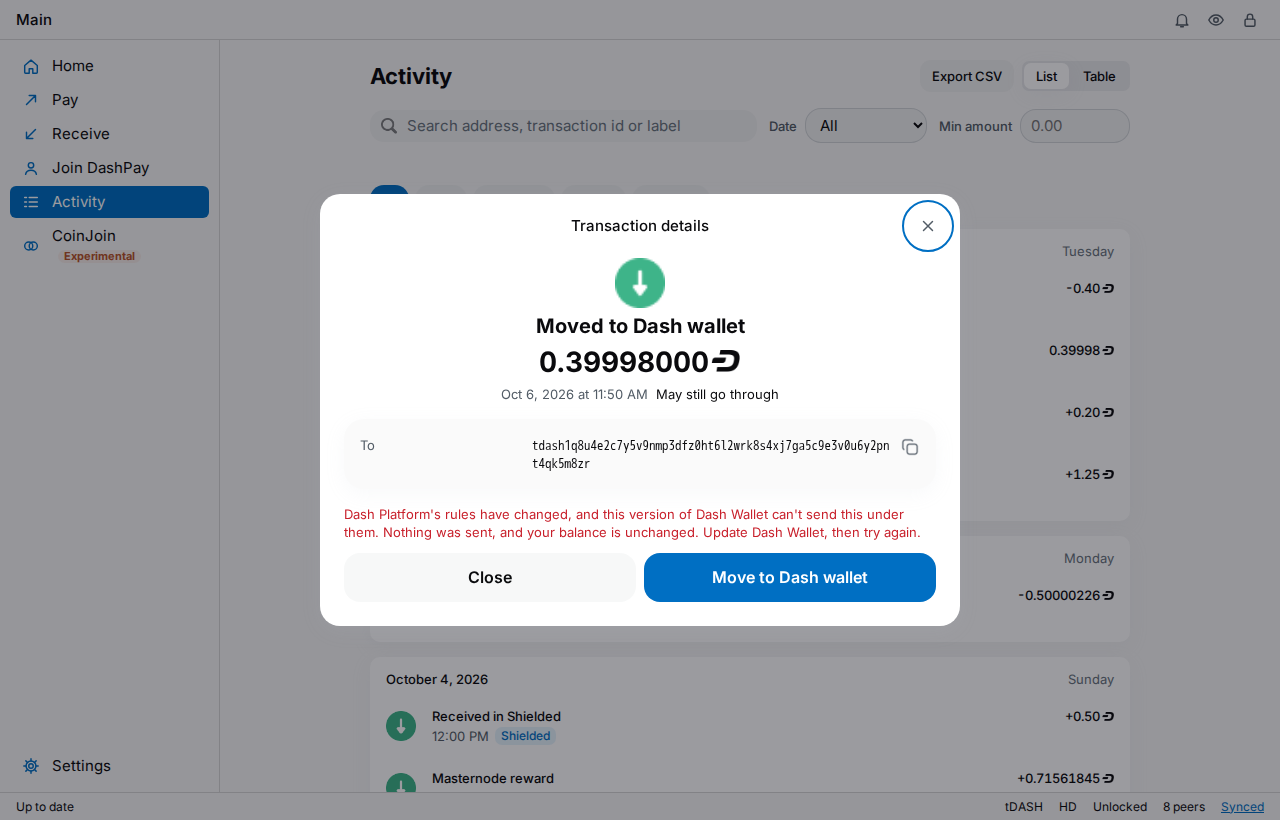 Main
Home
Pay
Receive
Join DashPay
Activity
CoinJoin
Experimental
Settings
Activity
Export CSV
List
Table
Search address, transaction id or label
Date
All
Min amount
0.00
Tuesday
-0.40
0.39998
+0.20
+1.25
Monday
-0.50000226
Transaction details
Moved to Dash wallet
0.39998000
Oct 6, 2026 at 11:50 AM May still go through
To
tdash1q8u4e2c7y5v9nmp3dfz0ht6l2wrk8s4xj7ga5c9e3v0u6y2pn
t4qk5m8zr
Dash Platform's rules have changed, and this version of Dash Wallet can't send this under
them. Nothing was sent, and your balance is unchanged. Update Dash Wallet, then try again.
Close
Move to Dash wallet
October 4, 2026
Sunday
Received in Shielded
+0.50
12:00 PM Shielded
Masternode reward
+0.71561845
Up to date
tDASH
HD
Unlocked
8 peers
Synced